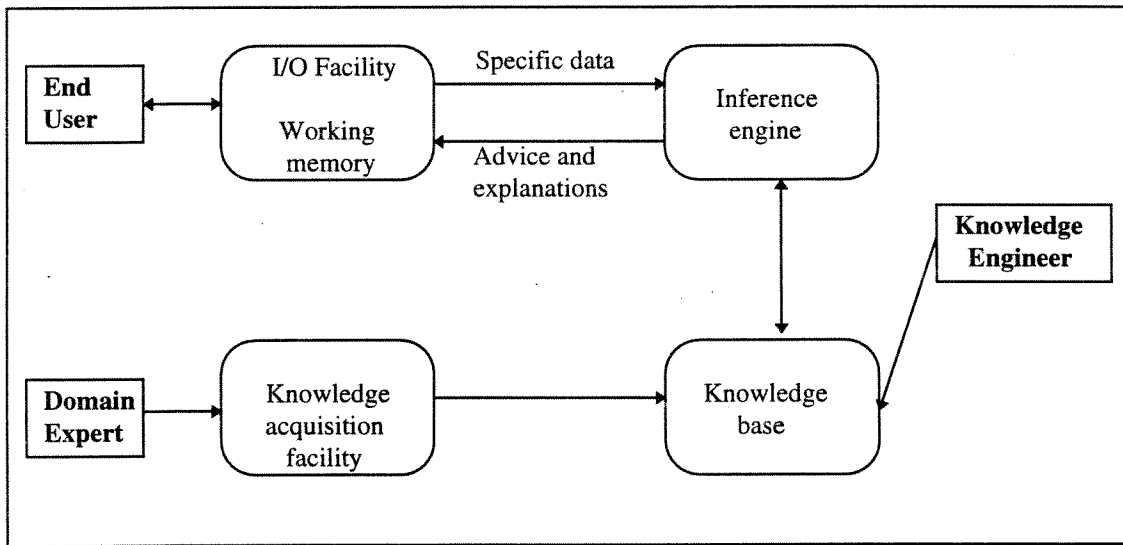 End
User
I/O Facility
Working
memory
Specific data
Advice and
explanations
Inference
engine
Knowledge
Engineer
Domain
Expert
Knowledge
acquisition
facility
Knowledge
base